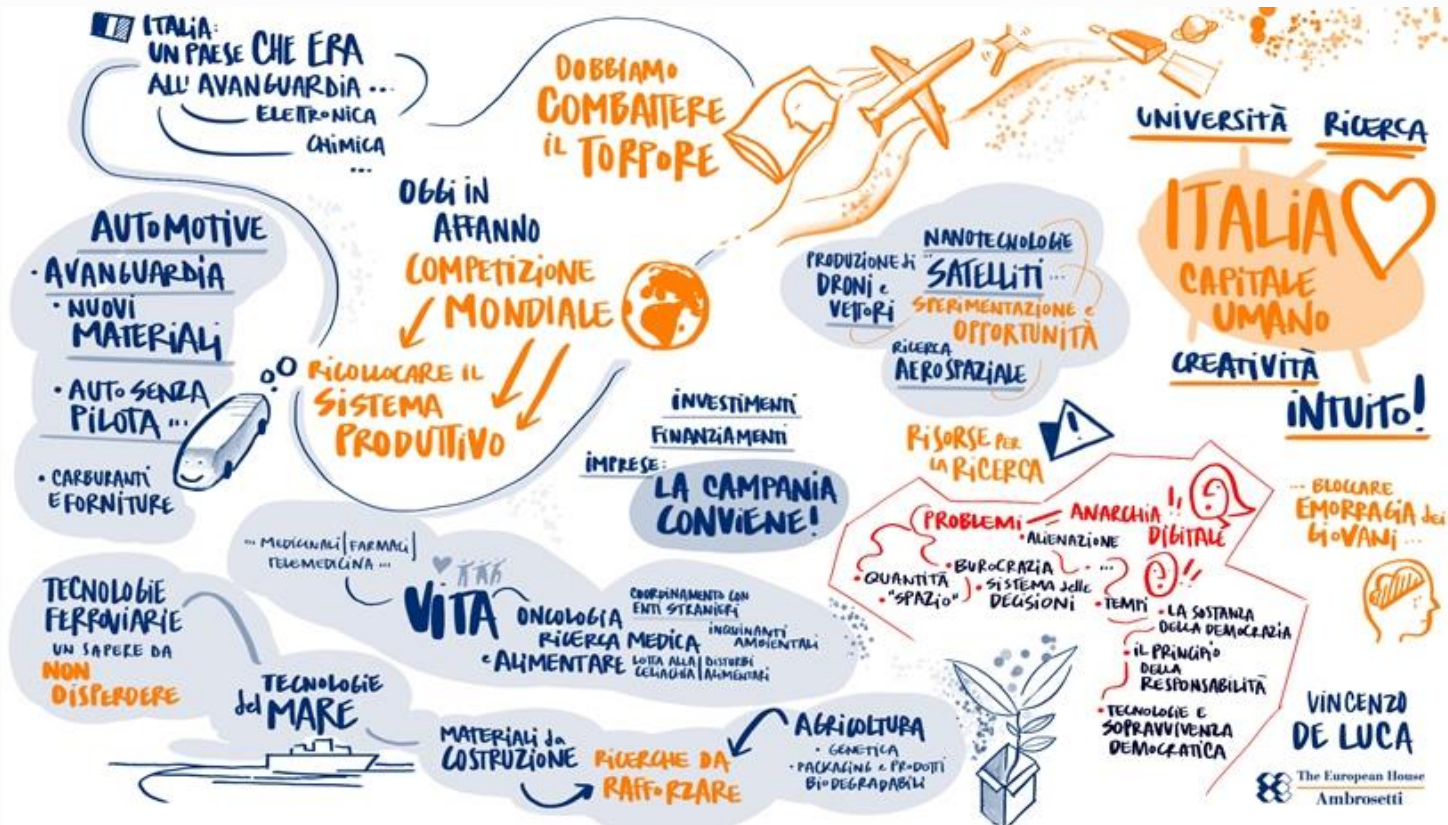 ITALIA:
UN PAESE CHE ERA
ALL'AVANGUARDIA...
ELETTRONICA
CHIMICA
...
DOBBIAMO
COMBATTERE
IL TORPORE
OGGI IN
AFFANNO
COMPETIZIONE
MONDIALE
RICOLLOCARE IL
SISTEMA
PRODUTTIVO
AUTOMOTIVE
• AVANGUARDIA
• NUOVI
MATERIALI
• AUTO SENZA
PILOTA...
• CARBURANTI
E FORNITURE
NANOTECNOLOGIE
PRODUZIONE di
DRONI e
VETTORI
SATELLITI...
SPERIMENTAZIONE e
OPPORTUNITÀ
RICERCA
AEROSPAZIALE
UNIVERSITÀ
RICERCA
ITALIA
CAPITALE
UMANO
CREATIVITÀ
INTUITO!
INVESTIMENTI
FINANZIAMENTI
IMPRESE:
LA CAMPANIA
CONVIENE!
RISORSE PER
LA RICERCA
PROBLEMI
ANARCHIA !!
DIGITALE
• ALIENAZIONE
...
• QUANTITÀ
"SPAZIO"
• BUROCRAZIA
• SISTEMA delle
DECISIONI
!!
• TEMPI
• LA SOSTANZA
DELLA DEMOCRAZIA
• IL PRINCIPIO
DELLA
RESPONSABILITÀ
• TECNOLOGIE E
SOPRAVVIVENZA
DEMOCRATICA
... BLOCCARE
EMORRAGIA dei
GIOVANI...
... MEDICINALI | FARMACI |
TELEMEDICINA ...
VITA
ONCOLOGIA
RICERCA MEDICA
e ALIMENTARE
COORDINAMENTO CON
ENTI STRANIERI
INQUINANTI
AMBIENTALI
LOTTA ALLA | DISTURBI
CELIACHIA | ALIMENTARI
TECNOLOGIE
FERROVIARIE
UN SAPERE DA
NON
DISPERDERE
TECNOLOGIE
del MARE
MATERIALI da
COSTRUZIONE
RICERCHE DA
RAFFORZARE
AGRICOLTURA
• GENETICA
• PACKAGING e PRODOTTI
BIODEGRADABILI
VINCENZO
DE LUCA
The European House
Ambrosetti